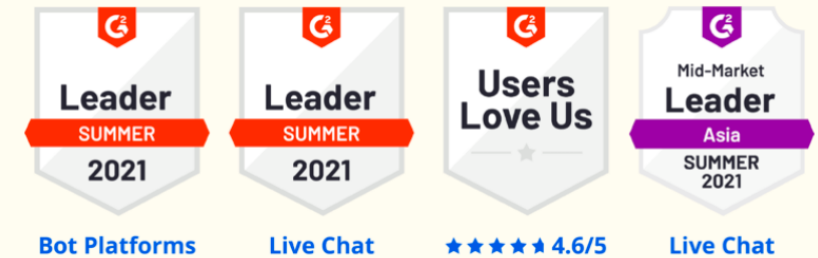 G2
Leader
SUMMER
2021
Bot Platforms
G2
Leader
SUMMER
2021
Live Chat
G2
Users
Love Us
4.6/5
G2
Mid-Market
Leader
Asia
SUMMER
2021
Live Chat